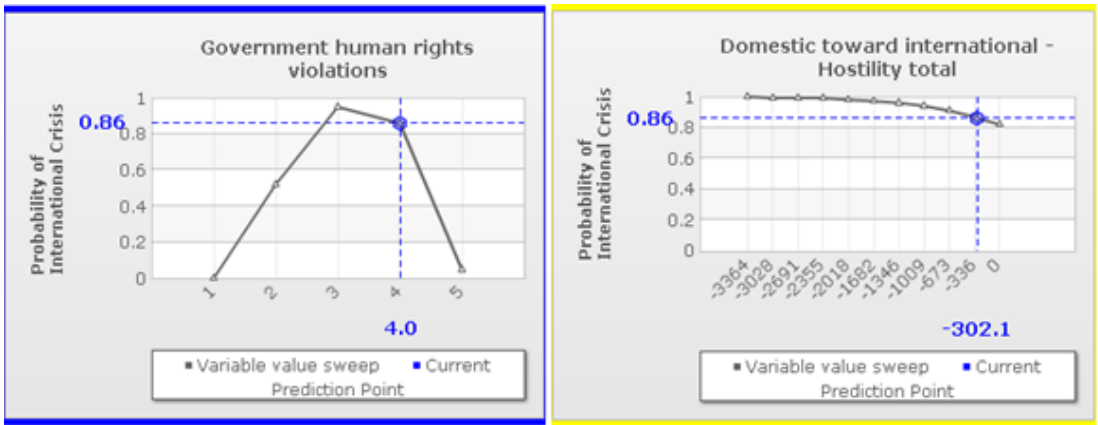 Government human rights
violations
Probability of
International Crisis
0.86
1
0.8
0.6
0.4
0.2
0
1
2
3
4
5
4.0
Variable value sweep
Current
Prediction Point
Domestic toward international -
Hostility total
Probability of
International Crisis
0.86
1
0.8
0.6
0.4
0.2
0
-3364
-3028
-2691
-2355
-2018
-1682
-1346
-1009
-673
-336
0
-302.1
Variable value sweep
Current
Prediction Point